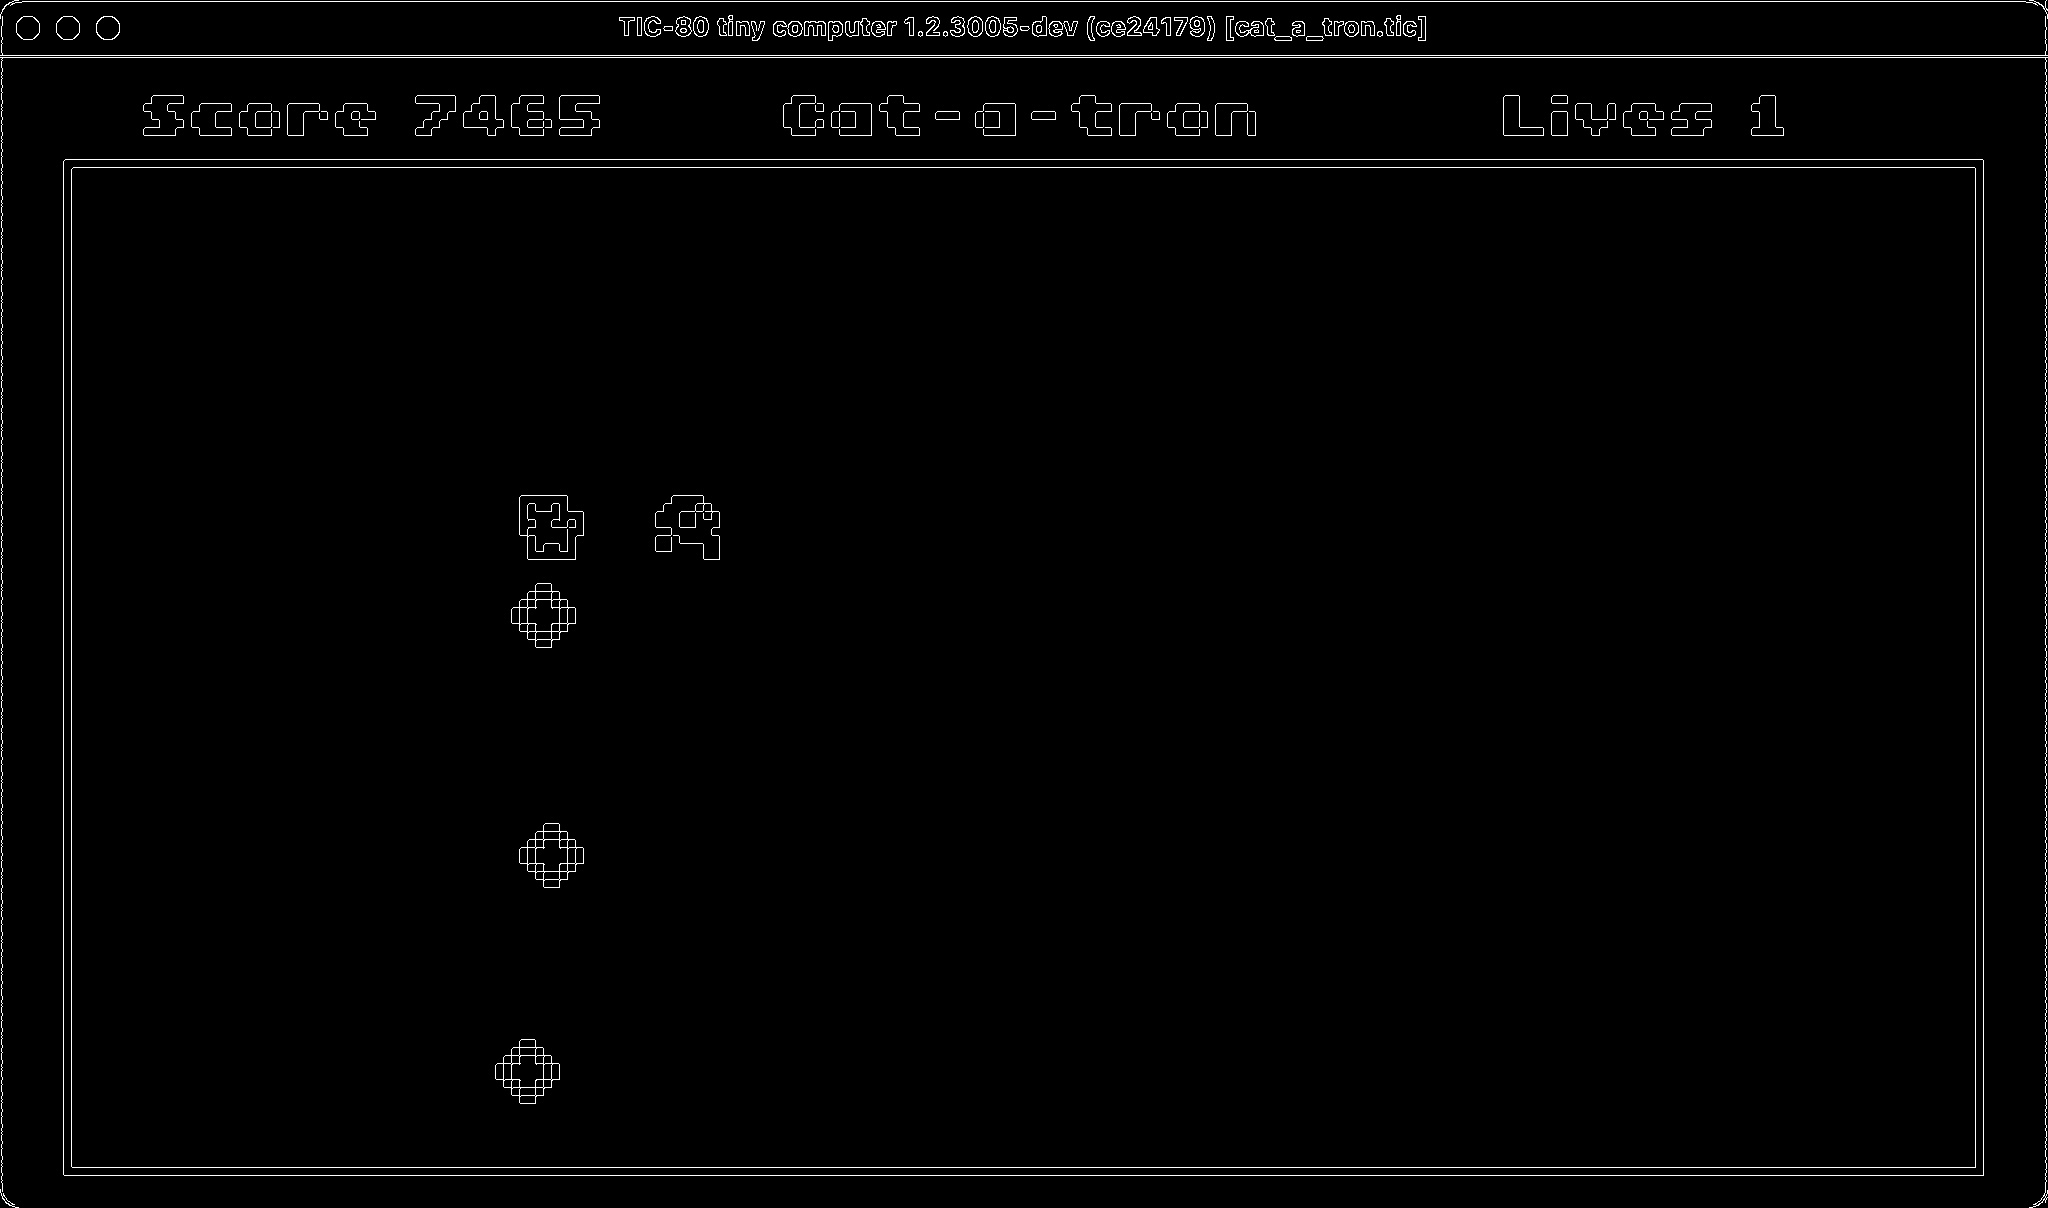 TIC-80 tiny computer 1.2.3005-dev (ce24179) [cat_a_tron.tic]
Score 7465 Cat-a-tron Lives 1